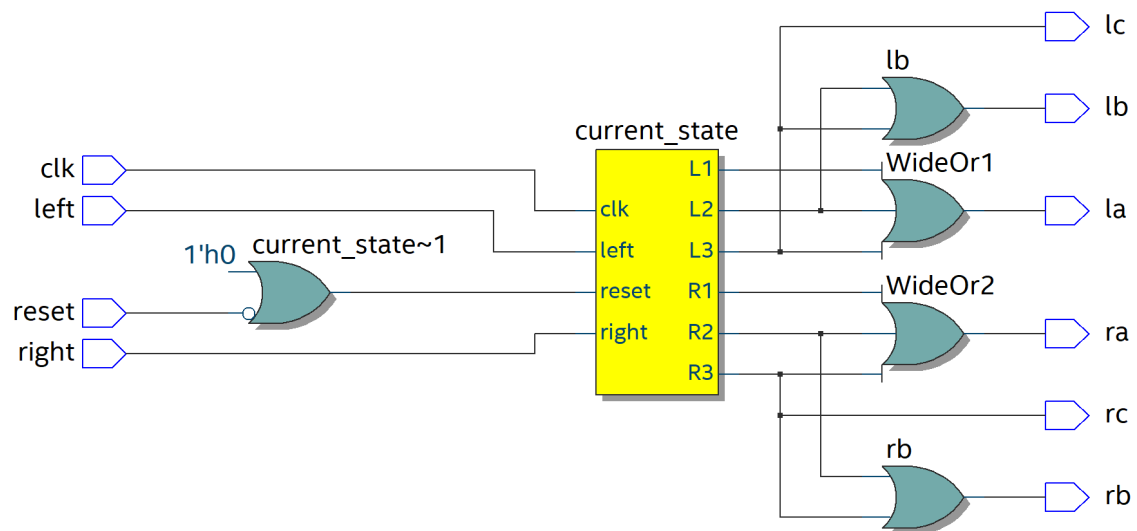 lc
lb
lb
current_state
clk
L1
WideOr1
left
clk
L2
la
1'h0
current_state~1
left
L3
reset
reset
R1
WideOr2
right
right
R2
ra
R3
rc
rb
rb